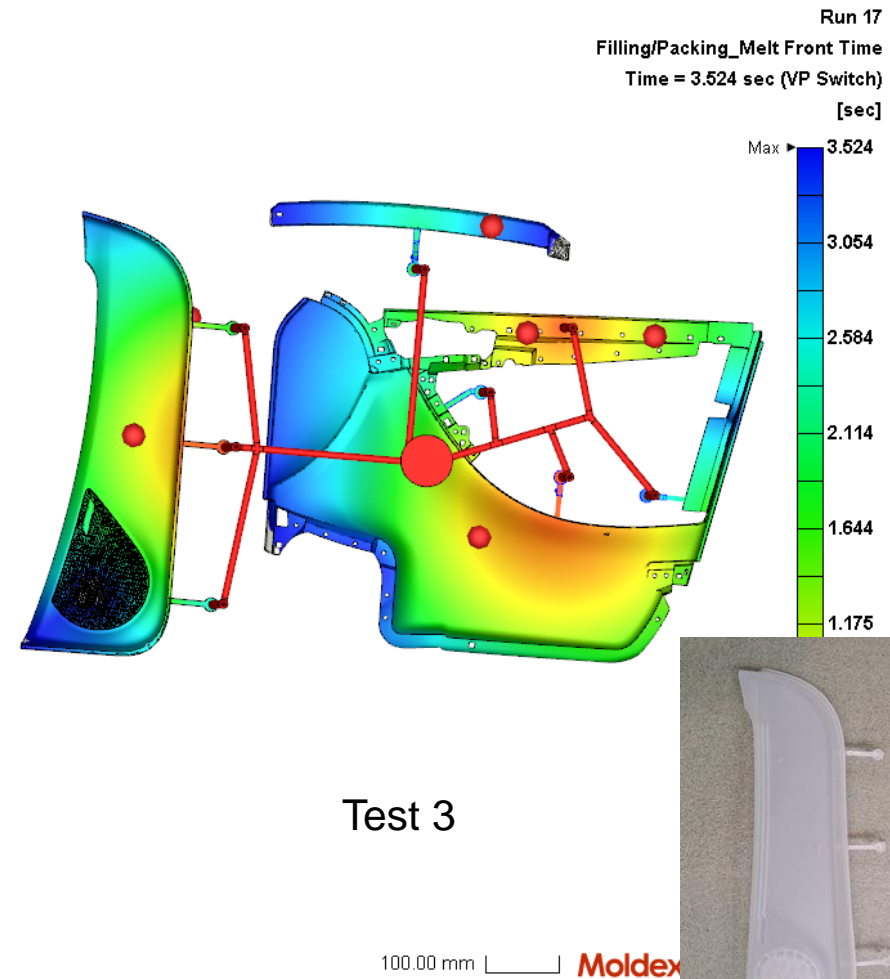 Run 17
Filling/Packing_Melt Front Time
Time = 3.524 sec (VP Switch)
[sec]
Max
3.524
3.054
2.584
2.114
1.644
1.175
Test 3
100.00 mm
Moldex